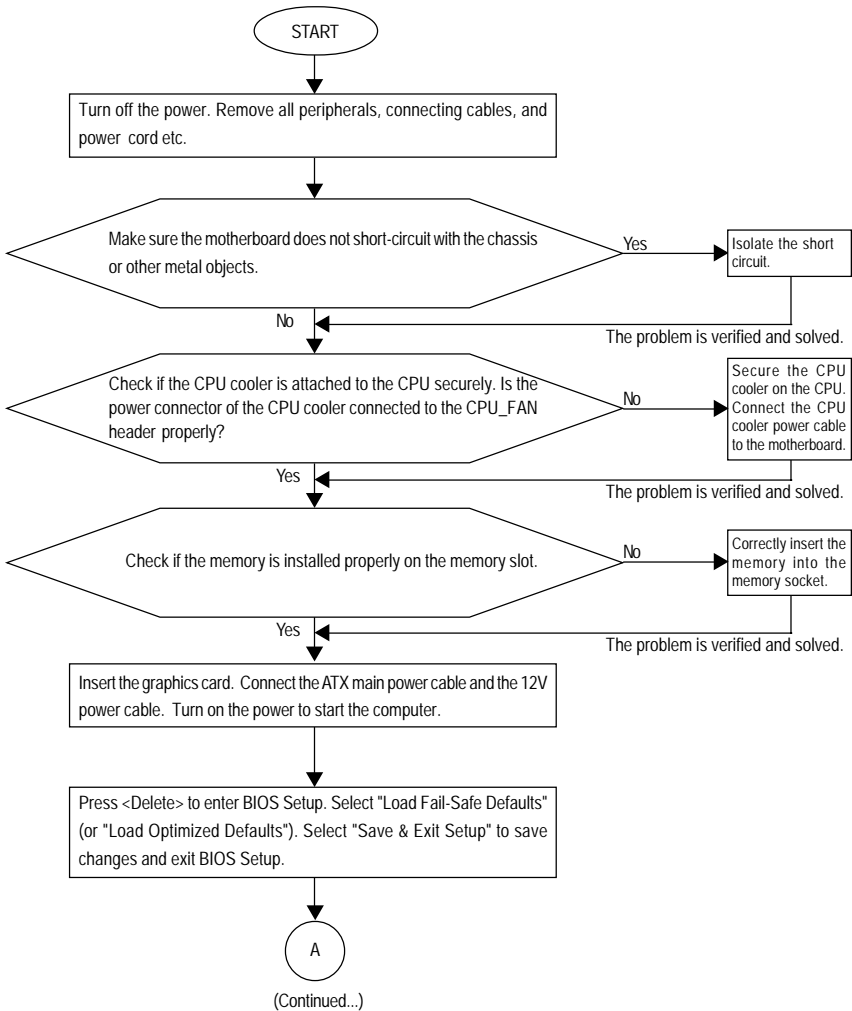 START
Turn off the power. Remove all peripherals, connecting cables, and
power cord etc.
Make sure the motherboard does not short-circuit with the chassis
or other metal objects.
Yes
Isolate the short
circuit.
No
The problem is verified and solved.
Check if the CPU cooler is attached to the CPU securely. Is the
power connector of the CPU cooler connected to the CPU_FAN
header properly?
No
Secure the CPU
cooler on the CPU.
Connect the CPU
cooler power cable
to the motherboard.
Yes
The problem is verified and solved.
Check if the memory is installed properly on the memory slot.
No
Correctly insert the
memory into the
memory socket.
Yes
The problem is verified and solved.
Insert the graphics card. Connect the ATX main power cable and the 12V
power cable. Turn on the power to start the computer.
Press <Delete> to enter BIOS Setup. Select "Load Fail-Safe Defaults"
(or "Load Optimized Defaults"). Select "Save & Exit Setup" to save
changes and exit BIOS Setup.
A
(Continued...)